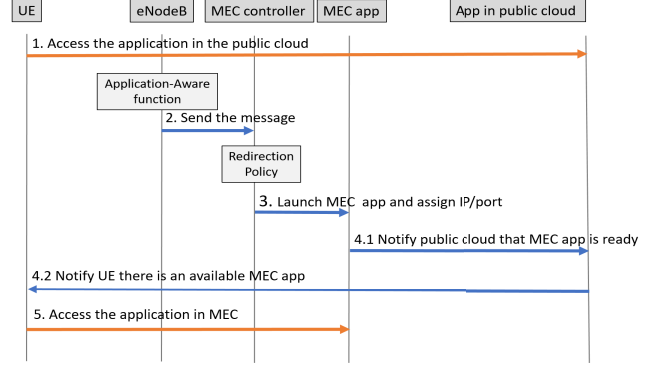 UE
eNodeB
MEC controller
MEC app
App in public cloud
1. Access the application in the public cloud
Application-Aware
function
2. Send the message
Redirection
Policy
3. Launch MEC app and assign IP/port
4.1 Notify public cloud that MEC app is ready
4.2 Notify UE there is an available MEC app
5. Access the application in MEC